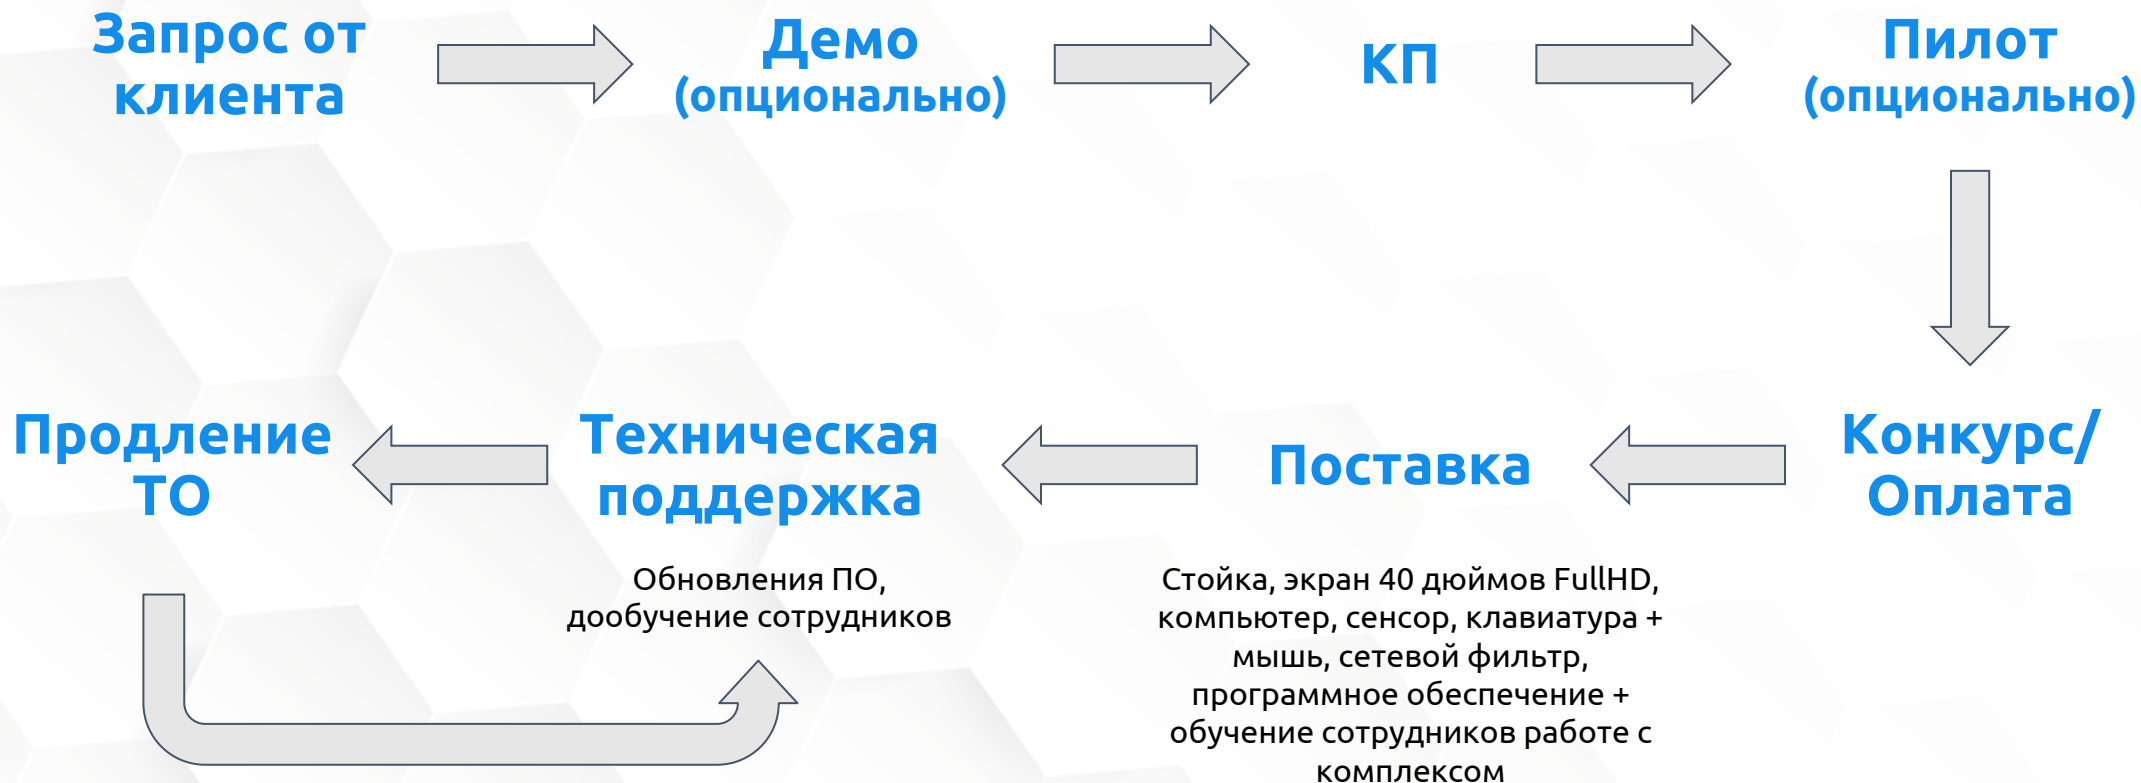 Запрос от
клиента
Демо
(опционально)
КП
Пилот
(опционально)
Продление
ТО
Техническая
поддержка
Поставка
Конкурс/
Оплата
Обновления ПО,
дообучение сотрудников
Стойка, экран 40 дюймов FullHD,
компьютер, сенсор, клавиатура +
мышь, сетевой фильтр,
программное обеспечение +
обучение сотрудников работе с
комплексом